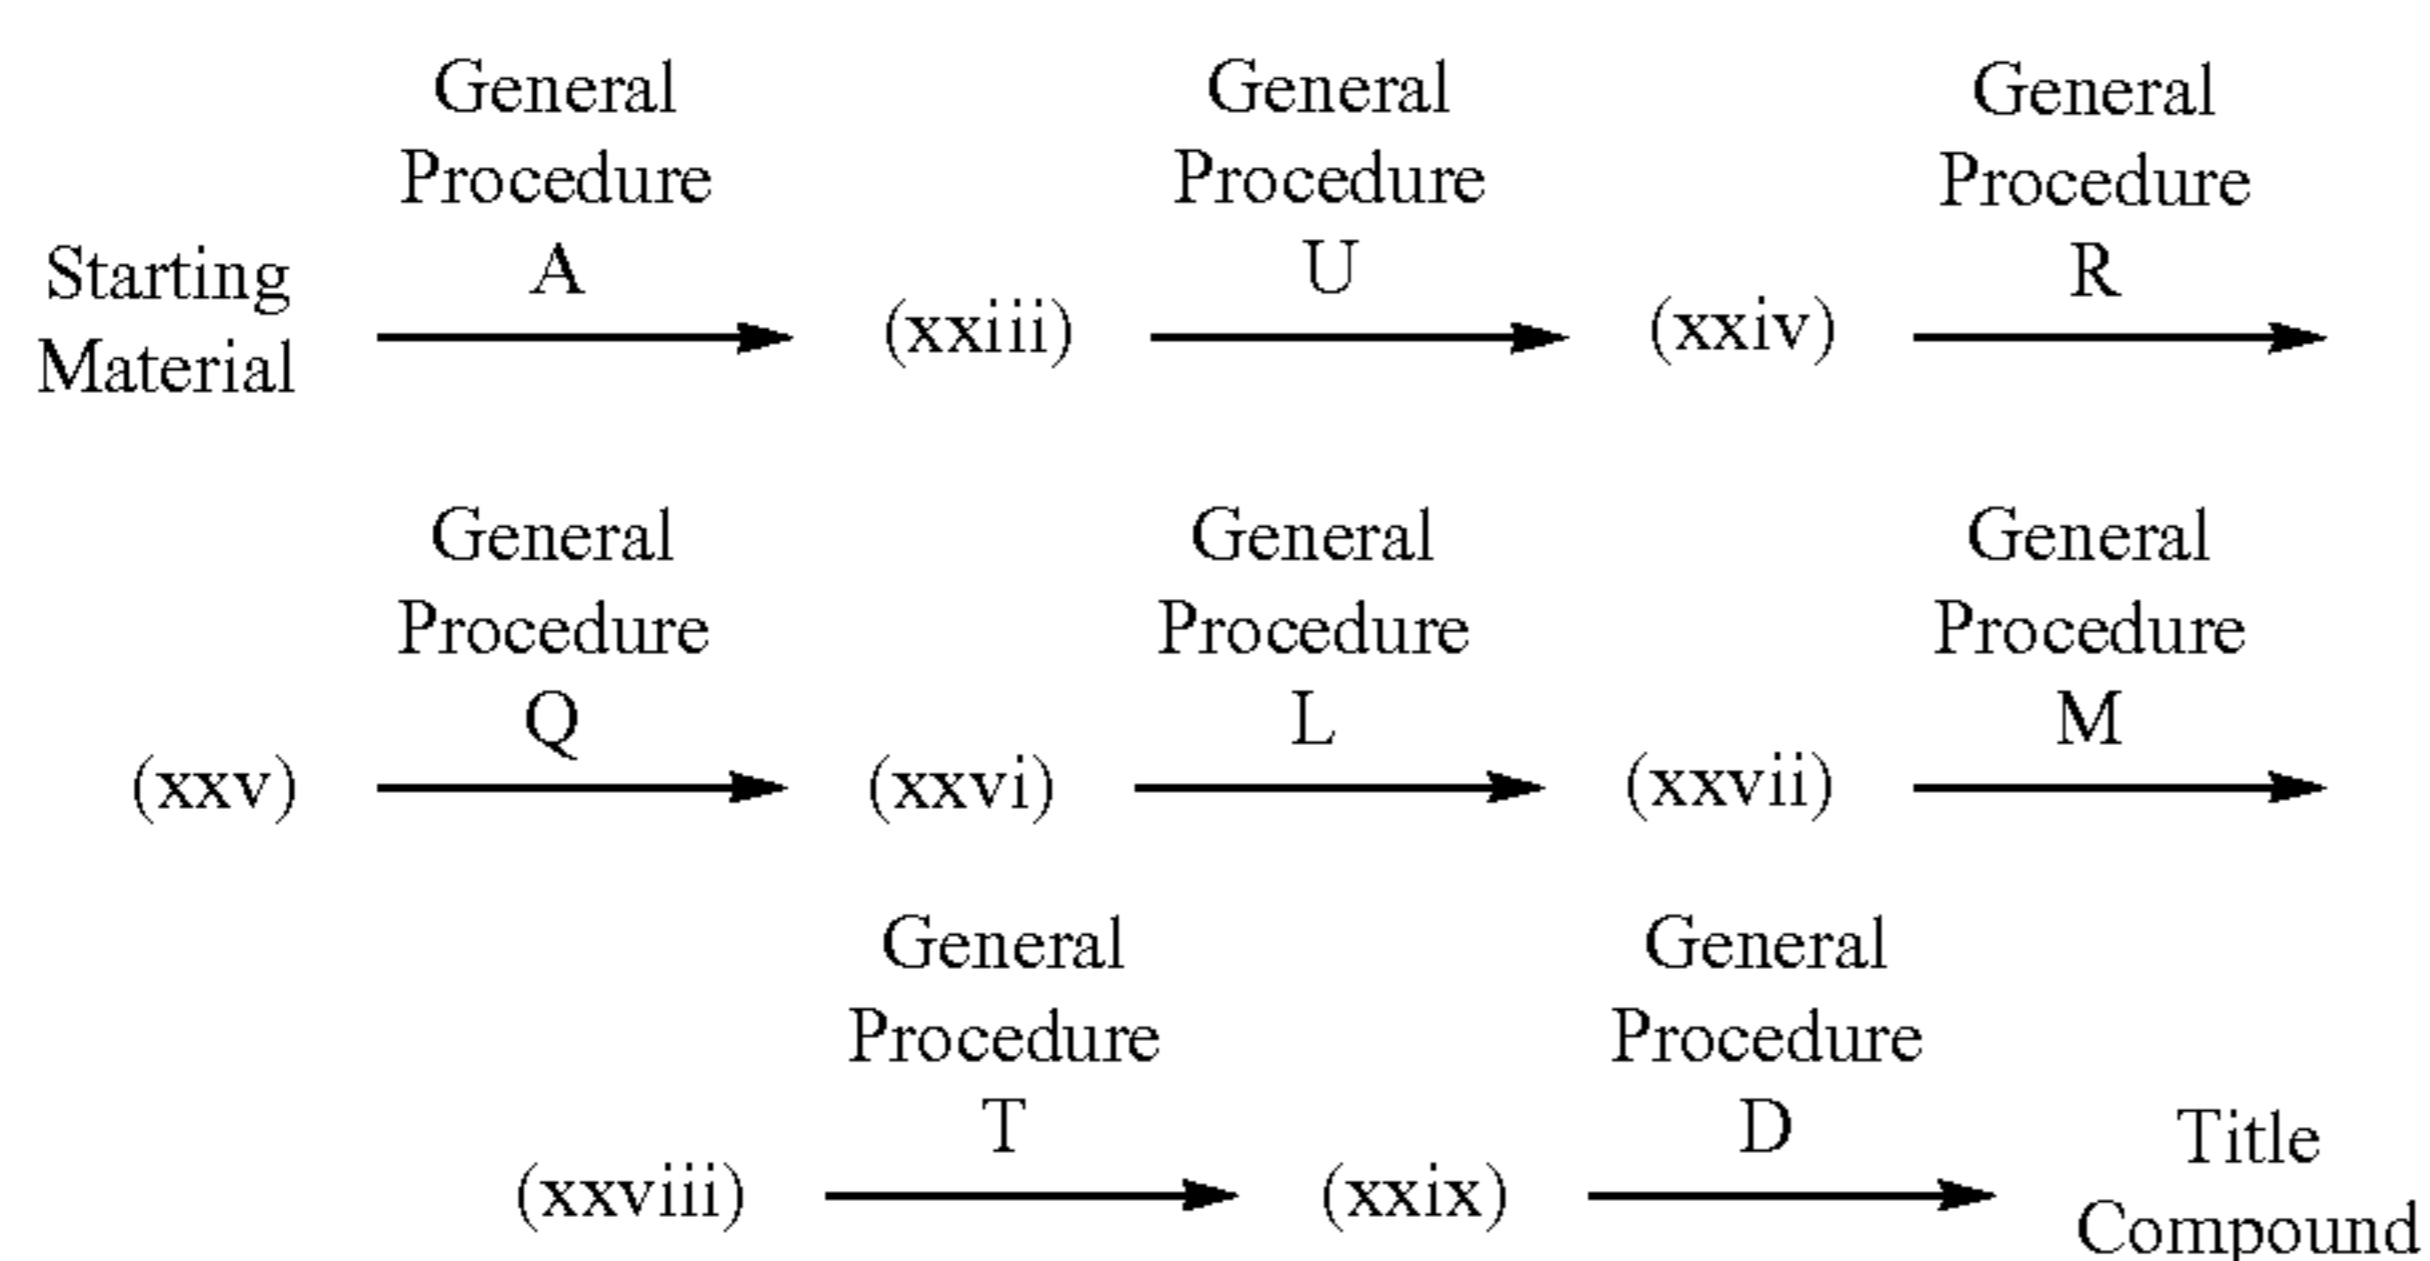 General General General
Procedure Procedure Procedure
A U R
Starting
Material
(xxiii) (xxiv)
General General General
Procedure Procedure Procedure
Q L M
(xxv) (xxvi) (xxvii)
General General
Procedure Procedure
T D
(xxviii) (xxix)
Title
Compound